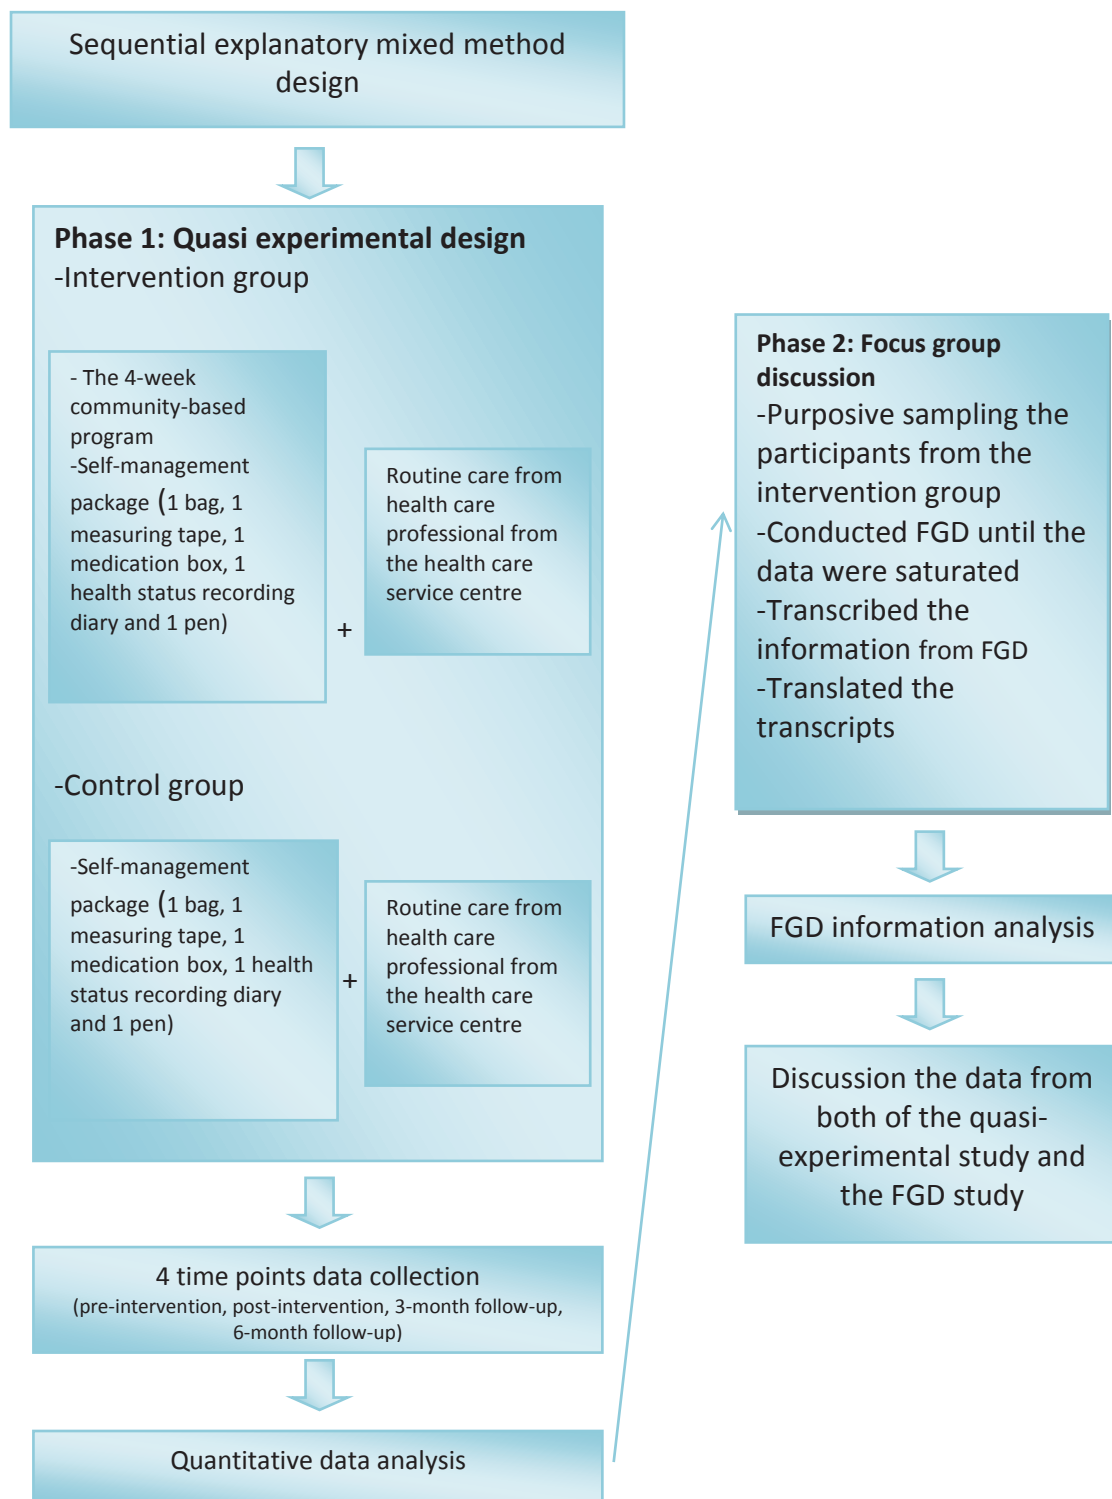 Sequential explanatory mixed method
design
Phase 1: Quasi experimental design
-Intervention group
- The 4-week
community-based
program
-Self-management
package (1 bag, 1
measuring tape, 1
medication box, 1
health status recording
diary and 1 pen)
+
Routine care from
health care
professional from
the health care
service centre
-Control group
-Self-management
package (1 bag, 1
measuring tape, 1
medication box, 1 health
status recording diary
and 1 pen)
+
Routine care from
health care
professional from
the health care
service centre
4 time points data collection
(pre-intervention, post-intervention, 3-month follow-up,
6-month follow-up)
Quantitative data analysis
Phase 2: Focus group
discussion
-Purposive sampling the
participants from the
intervention group
-Conducted FGD until the
data were saturated
-Transcribed the
information from FGD
-Translated the
transcripts
FGD information analysis
Discussion the data from
both of the quasi-
experimental study and
the FGD study